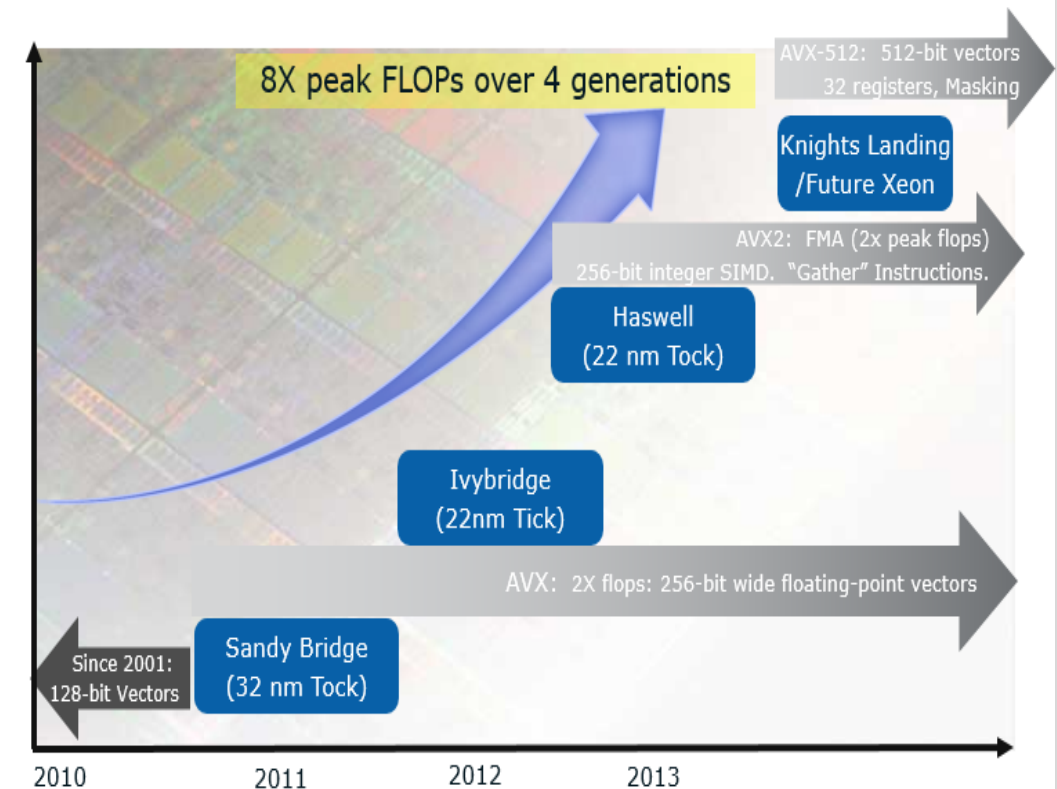 8X peak FLOPs over 4 generations
AVX-512: 512-bit vectors
32 registers, Masking
Knights Landing
/Future Xeon
AVX2: FMA (2x peak flops)
256-bit integer SIMD. “Gather” Instructions.
Haswell
(22 nm Tock)
Ivybridge
(22nm Tick)
AVX: 2X flops: 256-bit wide floating-point vectors
Since 2001:
128-bit Vectors
Sandy Bridge
(32 nm Tock)
2010
2011
2012
2013